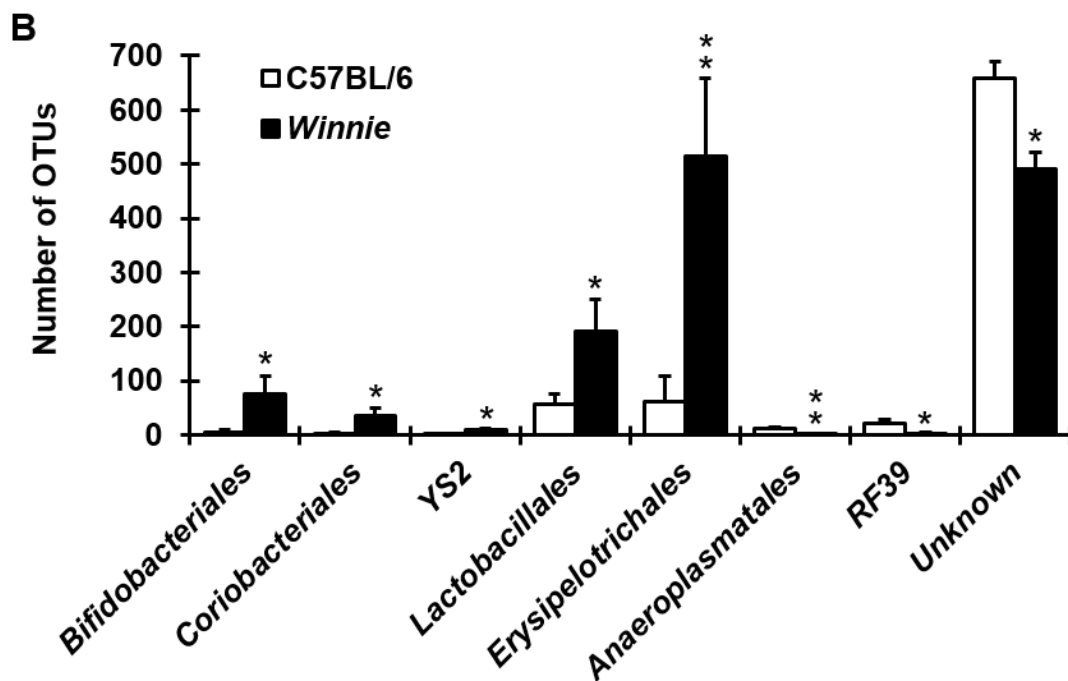 B
700
600
500
400
300
200
100
0
Number of OTUs
C57BL/6
Winnie
*
*
*
*
*
*
*
*
*
*
Bifidobacteriales
Coriobacteriales
YS2
Lactobacillales
Erysipelotrichales
Anaeroplasmatales
RF39
Unknown